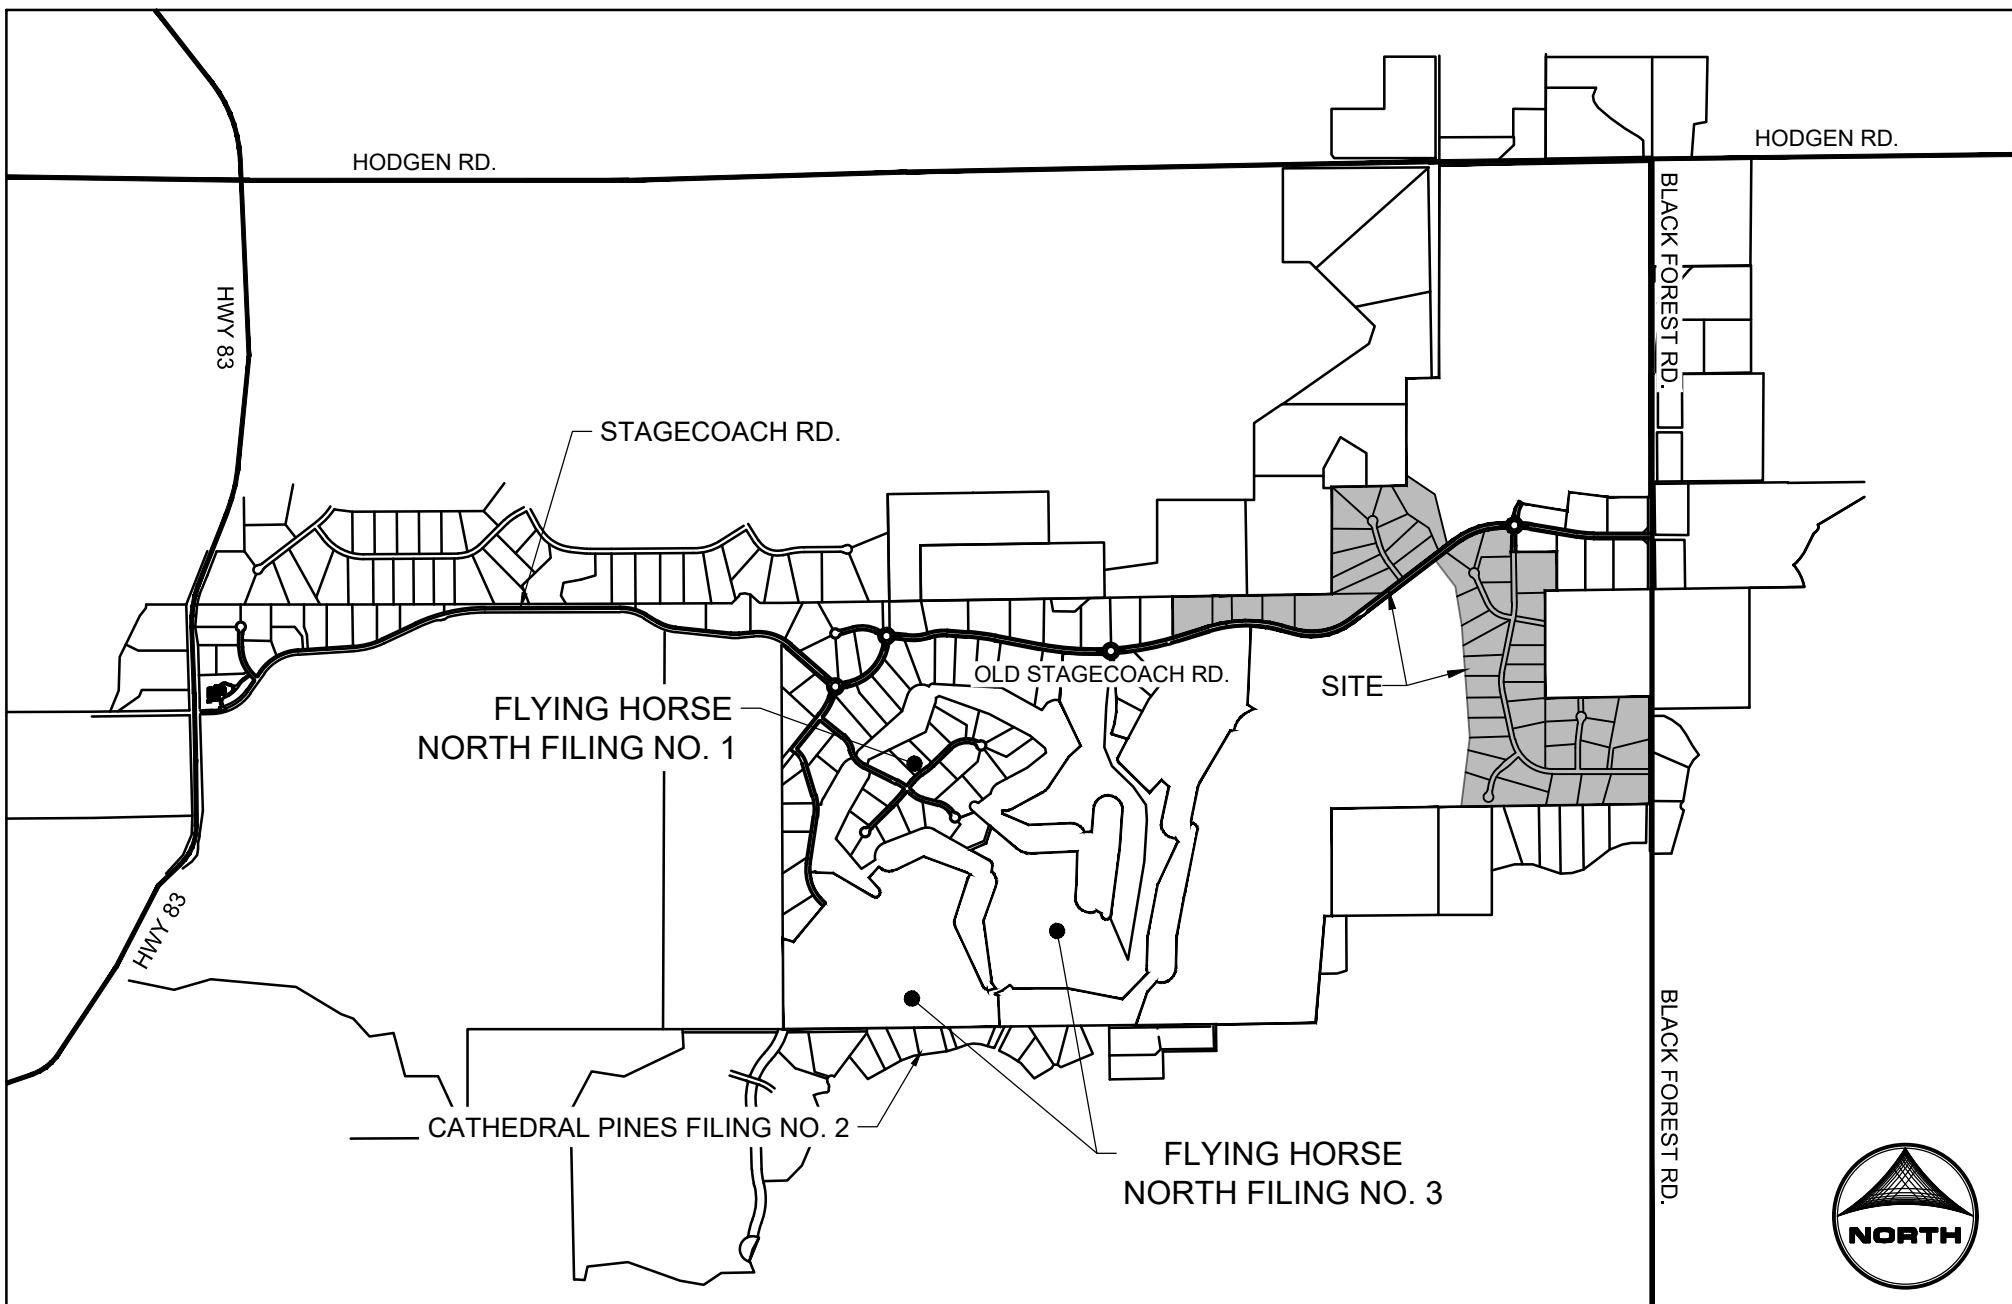 HODGEN RD.
HODGEN RD.
BLACK FOREST RD.
HWY 83
STAGECOACH RD.
OLD STAGECOACH RD.
SITE
FLYING HORSE
NORTH FILING NO. 1
HWY 83
BLACK FOREST RD.
CATHEDRAL PINES FILING NO. 2
FLYING HORSE
NORTH FILING NO. 3
NORTH